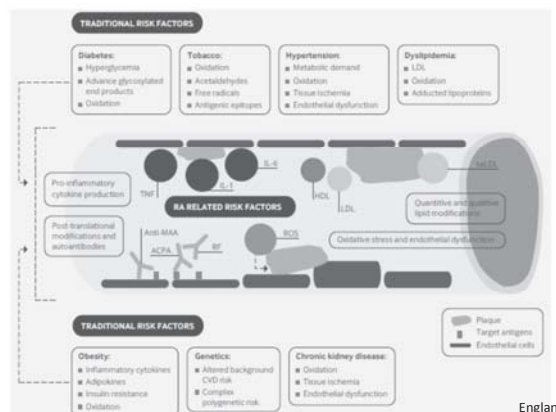 TRADITIONAL RISK FACTORS
Diabetes:
Hyperglycemia
Advance glycosylated
end products
Oxidation
Tobacco:
Oxidation
Acetaldehydes
Free radicals
Antigenic epitopes
Hypertension:
Metabolic demand
Oxidation
Tissue ischemia
Endothelial dysfunction
Dyslipidemia:
LDL
Oxidation
Adducted lipoproteins
Pro-inflammatory
cytokine production
TNF
IL-1
IL-6
HDL
LDL
oxLDL
RA RELATED RISK FACTORS
Quantitive and qualitive
lipid modifications
Post-translational
modifications and
autoantibodies
Anti-MAA
ACPA
RF
ROS
Oxidative stress and endothelial dysfunction
TRADITIONAL RISK FACTORS
Obesity:
Inflammatory cytokines
Adipokines
Insulin resistance
Oxidation
Genetics:
Altered background
CVD risk
Complex
polygenetic risk.
Chronic kidney disease:
Oxidation
Tissue ischemia
Endothelial dysfunction
Plaque
Target antigens
Endothelial cells